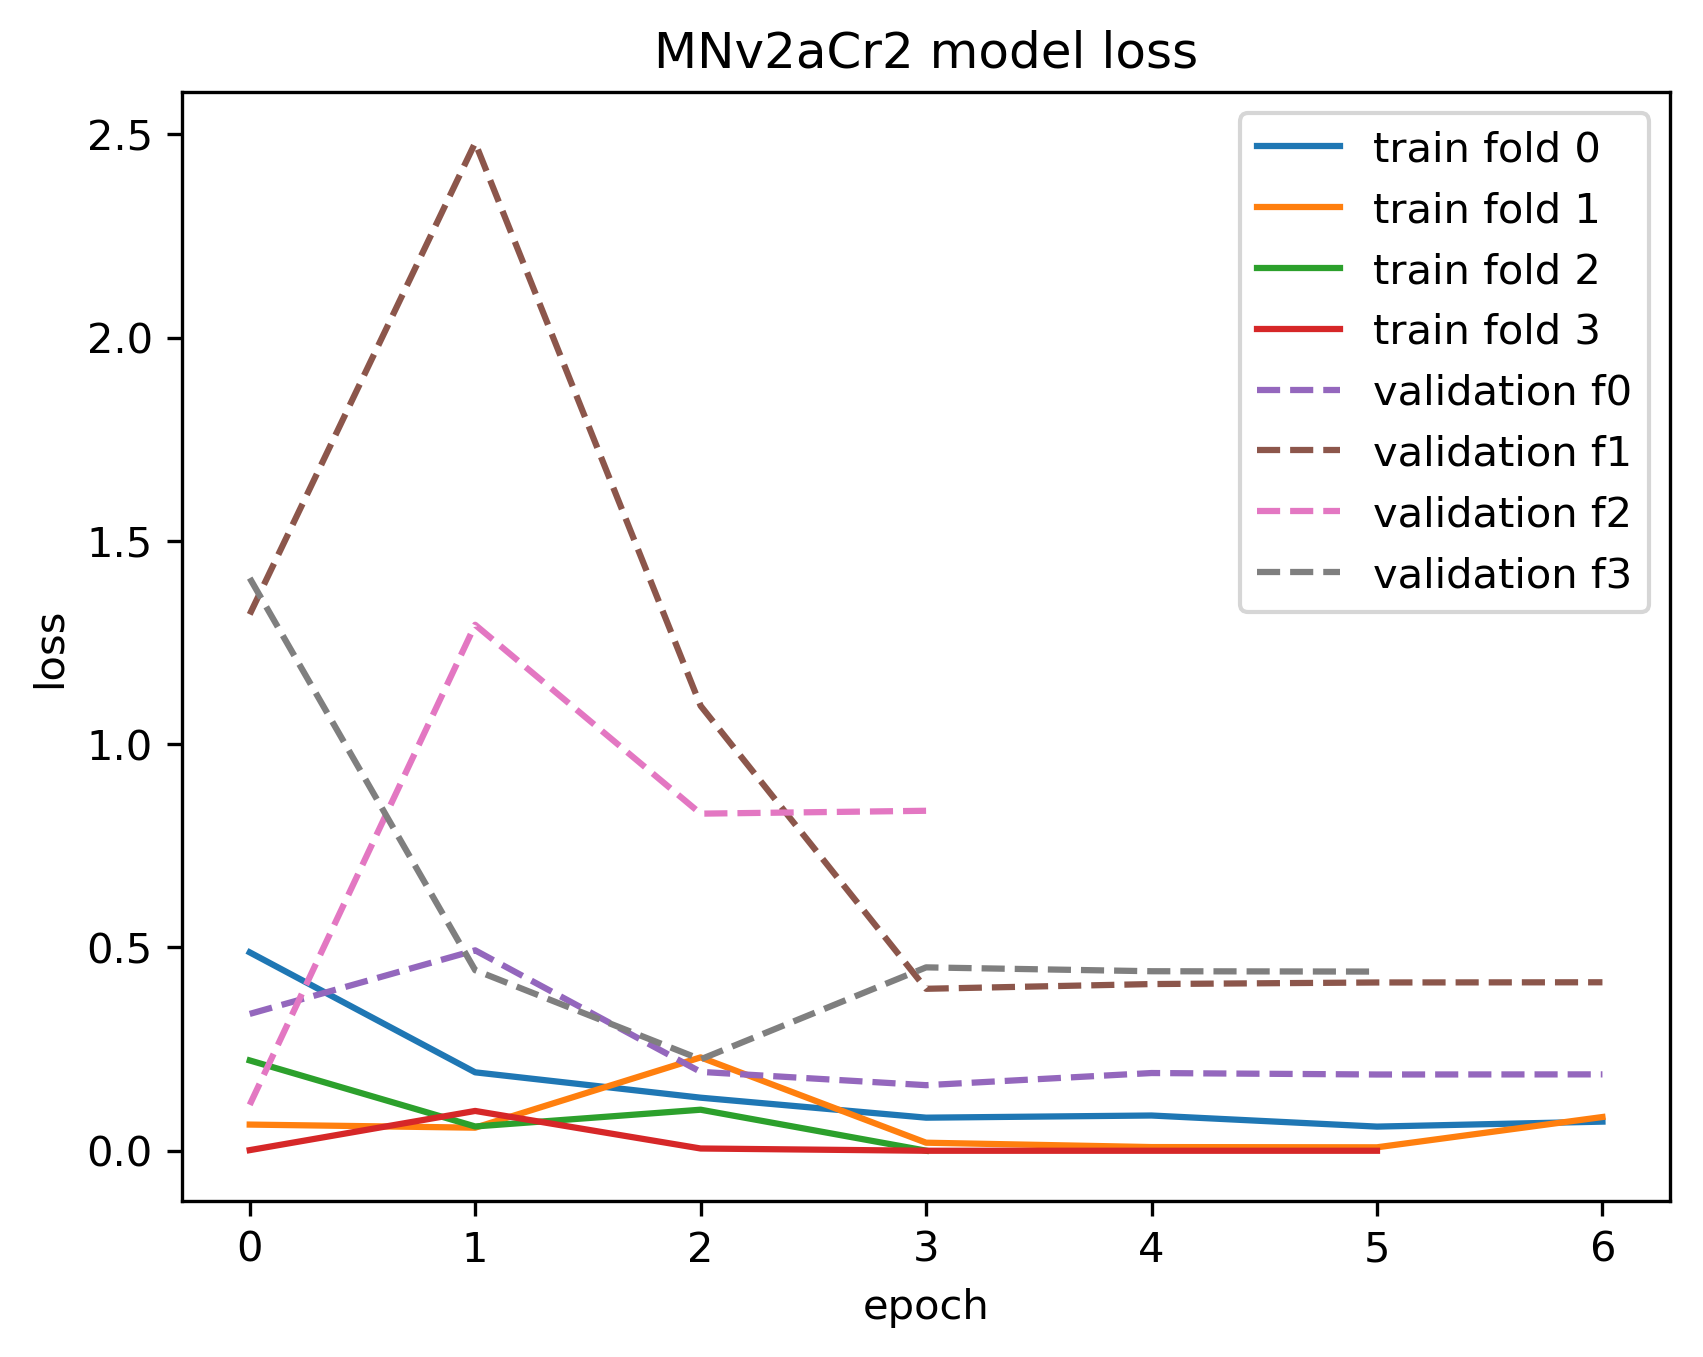 MNv2aCr2 model loss
2.5
2.0
1.5
1.0
0.5
0.0
loss
train fold 0
train fold 1
train fold 2
train fold 3
validation f0
validation f1
validation f2
validation f3
0 1 2 3 4 5 6
epoch